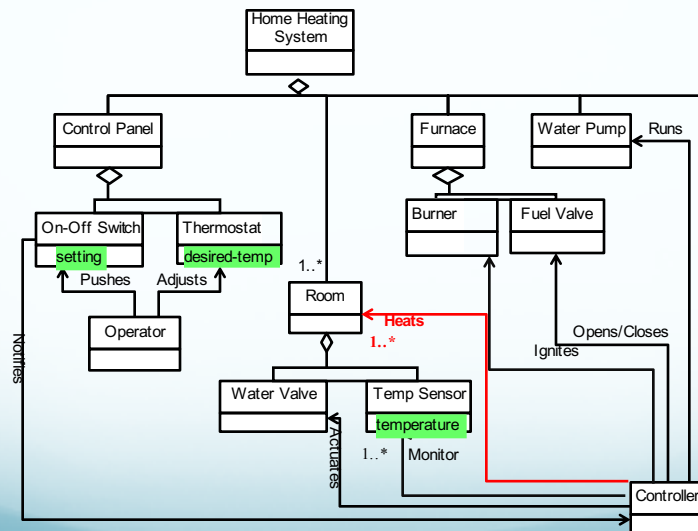 Home Heating
System
Control Panel
Furnace
Water Pump
Runs
On-Off Switch
setting
Thermostat
desired-temp
Burner
Fuel Valve
Pushes
Adjusts
1..*
Room
Operator
Heats
1..*
Opens/Closes
Ignites
Notifies
Water Valve
Temp Sensor
temperature
Actuates
1..*
Monitor
Controller